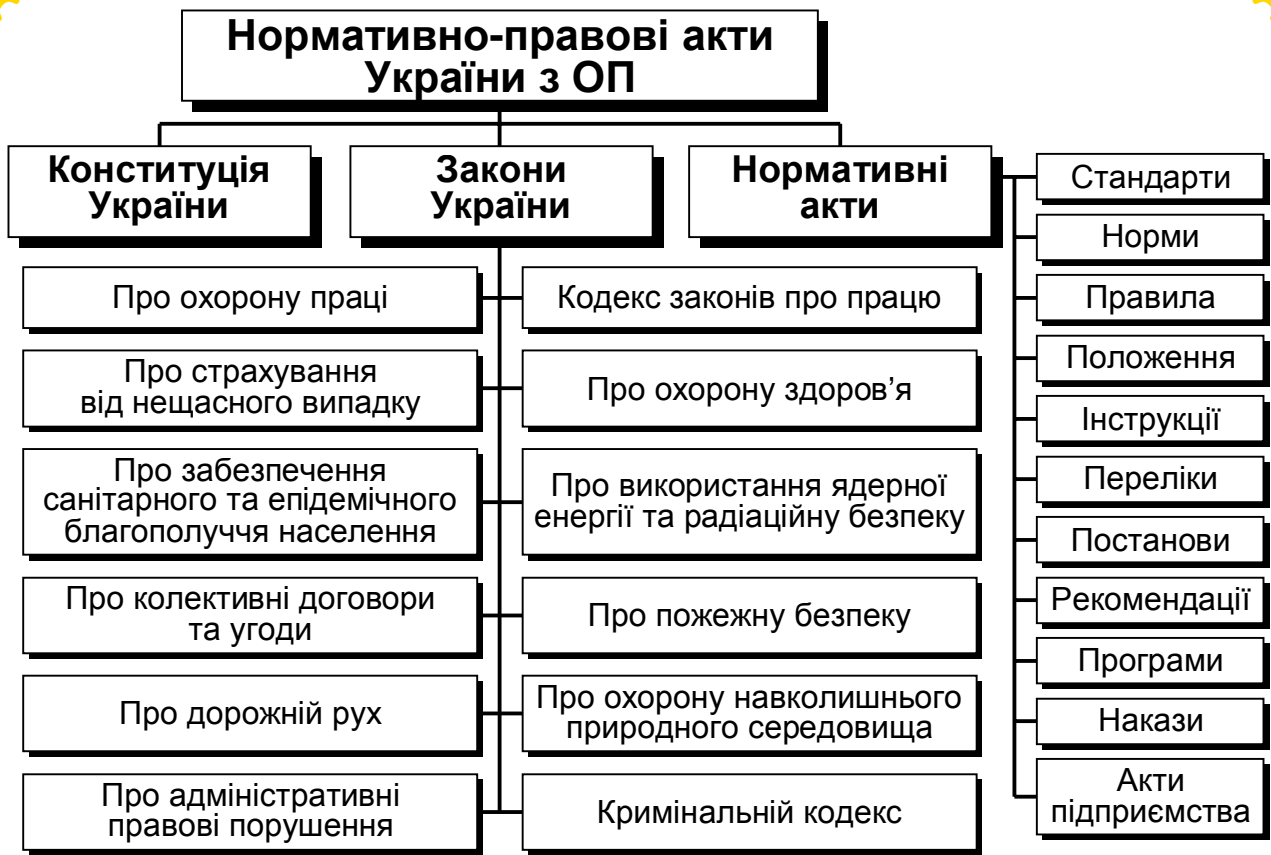 Нормативно-правові акти
України з ОП
Конституція
України
Закони
України
Нормативні
акти
Про охорону праці
Кодекс законів про працю
Про страхування
від нещасного випадку
Про охорону здоров’я
Про забезпечення
санітарного та епідемічного
благополуччя населення
Про використання ядерної
енергії та радіаційну безпеку
Про колективні договори
та угоди
Про пожежну безпеку
Про дорожній рух
Про охорону навколишнього
природного середовища
Про адміністративні
правові порушення
Кримінальній кодекс
Стандарти
Норми
Правила
Положення
Інструкції
Переліки
Постанови
Рекомендації
Програми
Накази
Акти
підприємства